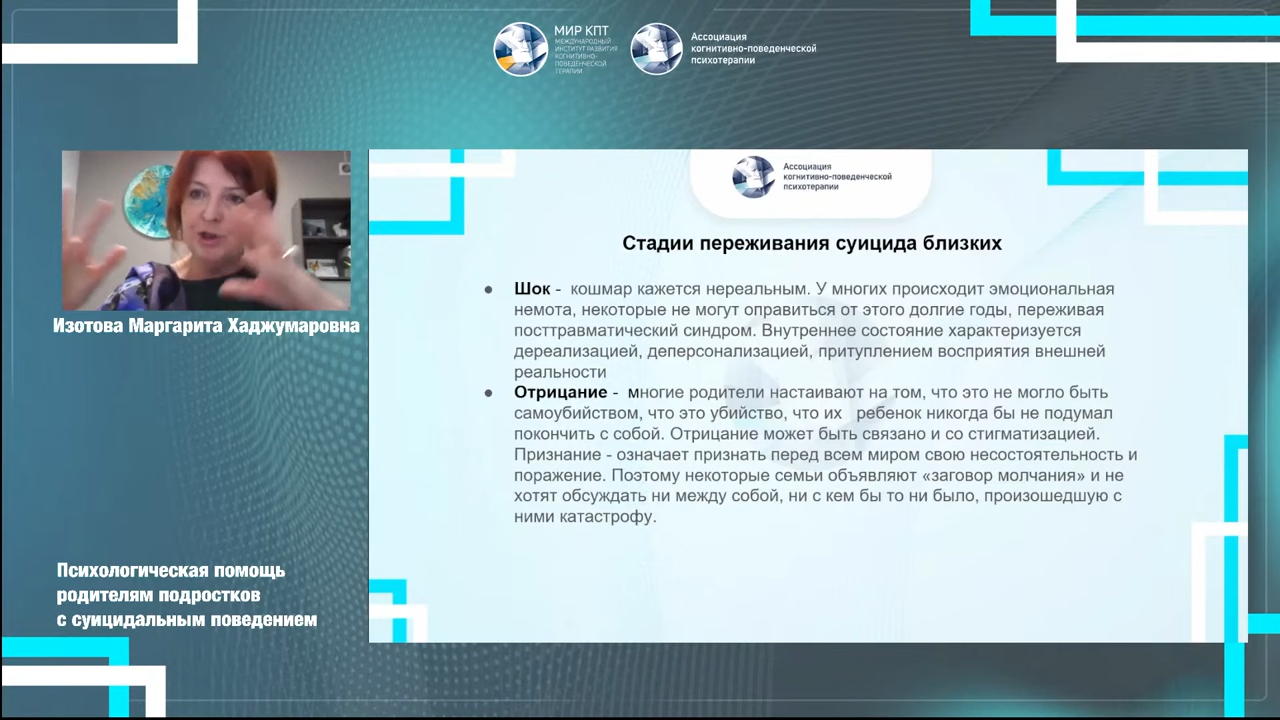 МИР КПТ
МЕЖДУНАРОДНЫЙ
ИНСТИТУТ РАЗВИТИЯ
КОГНИТИВНО-
ПОВЕДЕНЧЕСКОЙ
ТЕРАПИИ
Ассоциация
когнитивно-поведенческой
психотерапии
Ассоциация
когнитивно-поведенческой
психотерапии
Стадии переживания суицида близких
● Шок - кошмар кажется нереальным. У многих происходит эмоциональная
немота, некоторые не могут оправиться от этого долгие годы, переживая
посттравматический синдром. Внутреннее состояние характеризуется
дереализацией, деперсонализацией, притуплением восприятия внешней
реальности
● Отрицание - многие родители настаивают на том, что это не могло быть
самоубийством, что это убийство, что их ребенок никогда бы не подумал
покончить с собой. Отрицание может быть связано и со стигматизацией.
Признание - означает признать перед всем миром свою несостоятельность и
поражение. Поэтому некоторые семьи объявляют «заговор молчания» и не
хотят обсуждать ни между собой, ни с кем бы то ни было, произошедшую с
ними катастрофу.
Изотова Маргарита Хаджумаровна
Психологическая помощь
родителям подростков
с суицидальным поведением